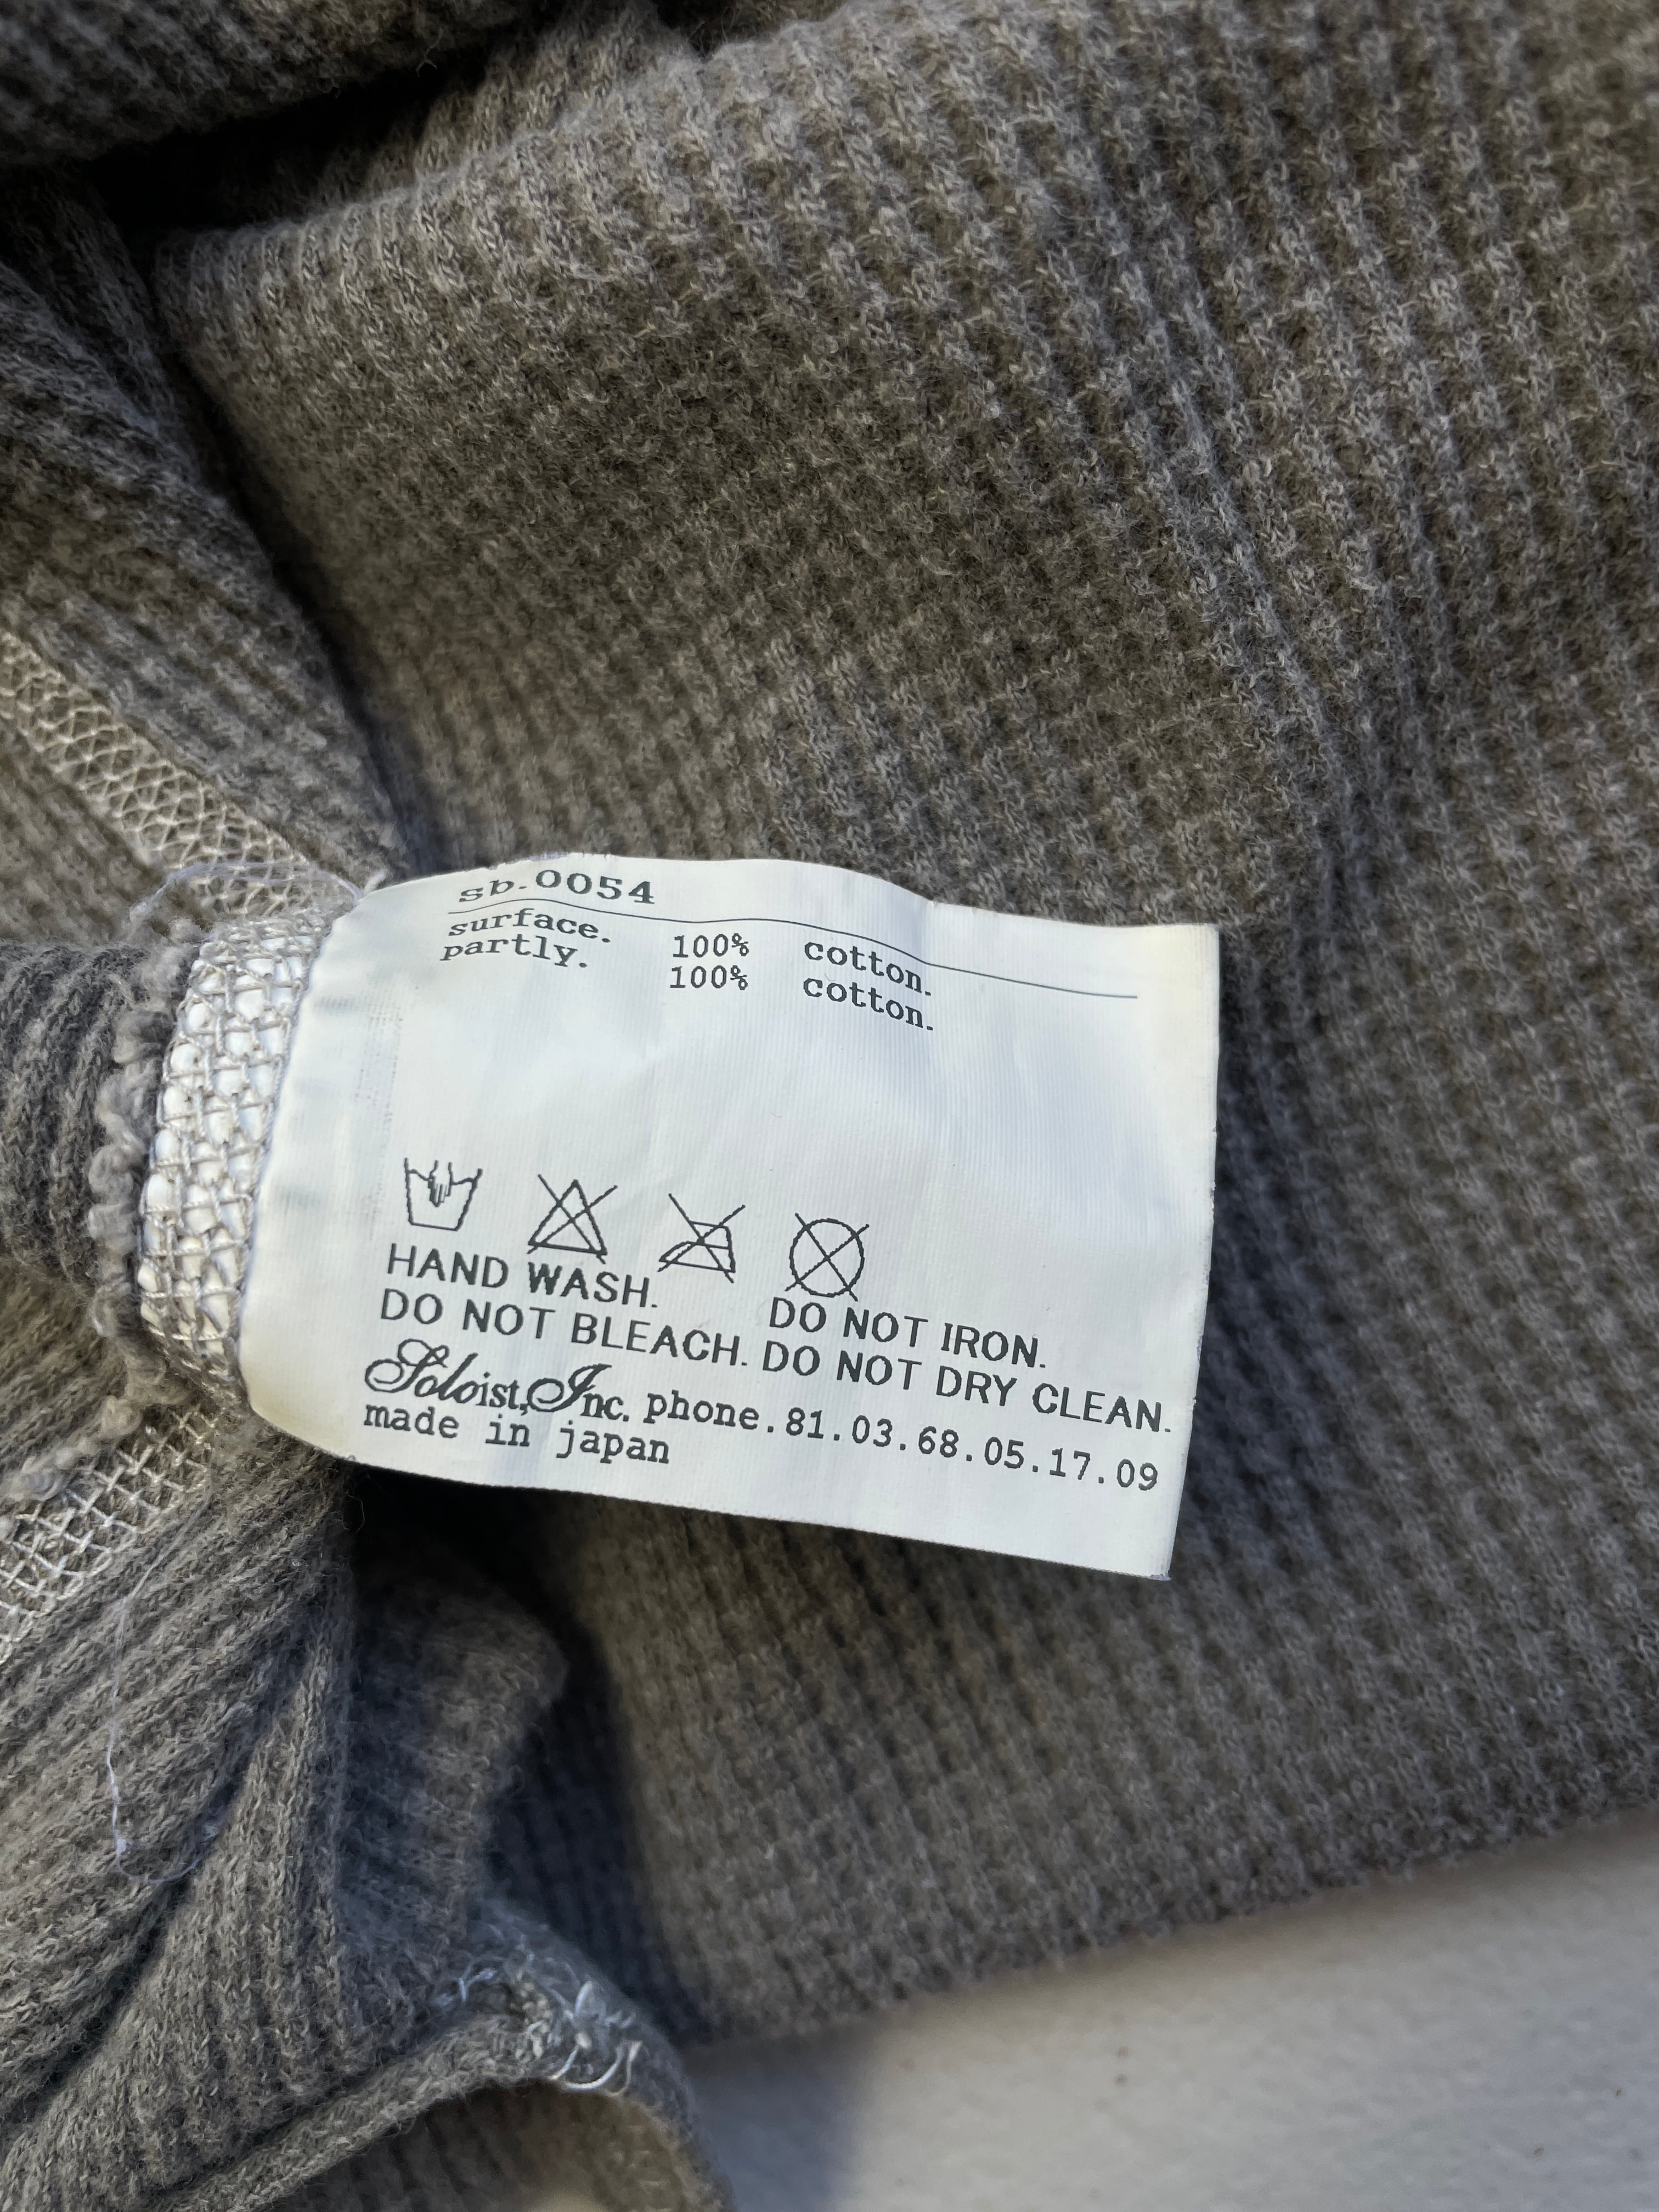 sb.0054
surface. 100% cotton.
partly. 100% cotton.
HAND WASH. DO NOT IRON.
DO NOT BLEACH. DO NOT DRY CLEAN.
Soloist,Inc. phone.81.03.68.05.17.09
made in japan